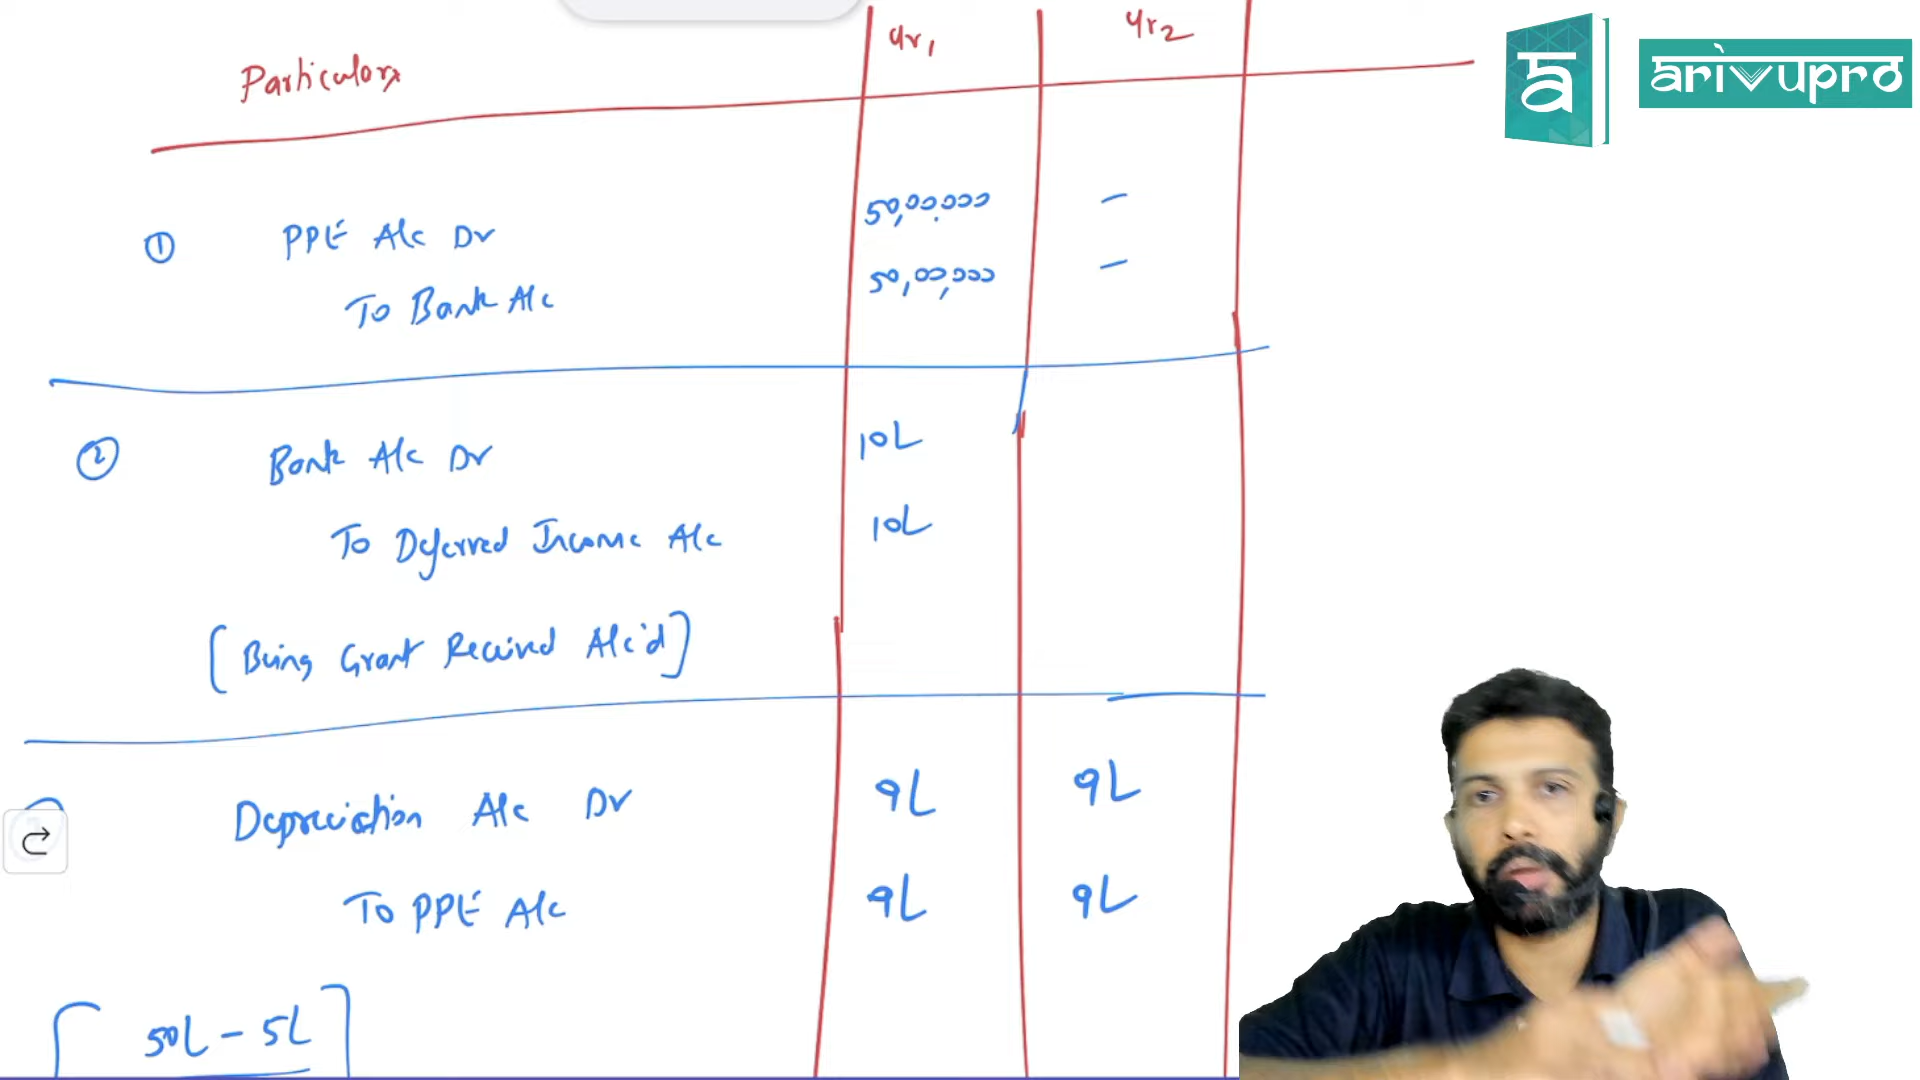 Particulars Yr1 Yr2
① PPE A/c Dr 50,00,000 –
To Bank A/c 50,00,000 –
② Bank A/c Dr 10L
To Deferred Income A/c 10L
[Being Grant Received A/c'd]
Depreciation A/c Dr 9L 9L
To PPE A/c 9L 9L
[50L – 5L]
ā arivupro